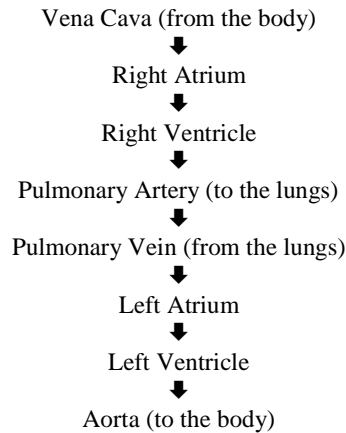 Vena Cava (from the body)
Right Atrium
Right Ventricle
Pulmonary Artery (to the lungs)
Pulmonary Vein (from the lungs)
Left Atrium
Left Ventricle
Aorta (to the body)